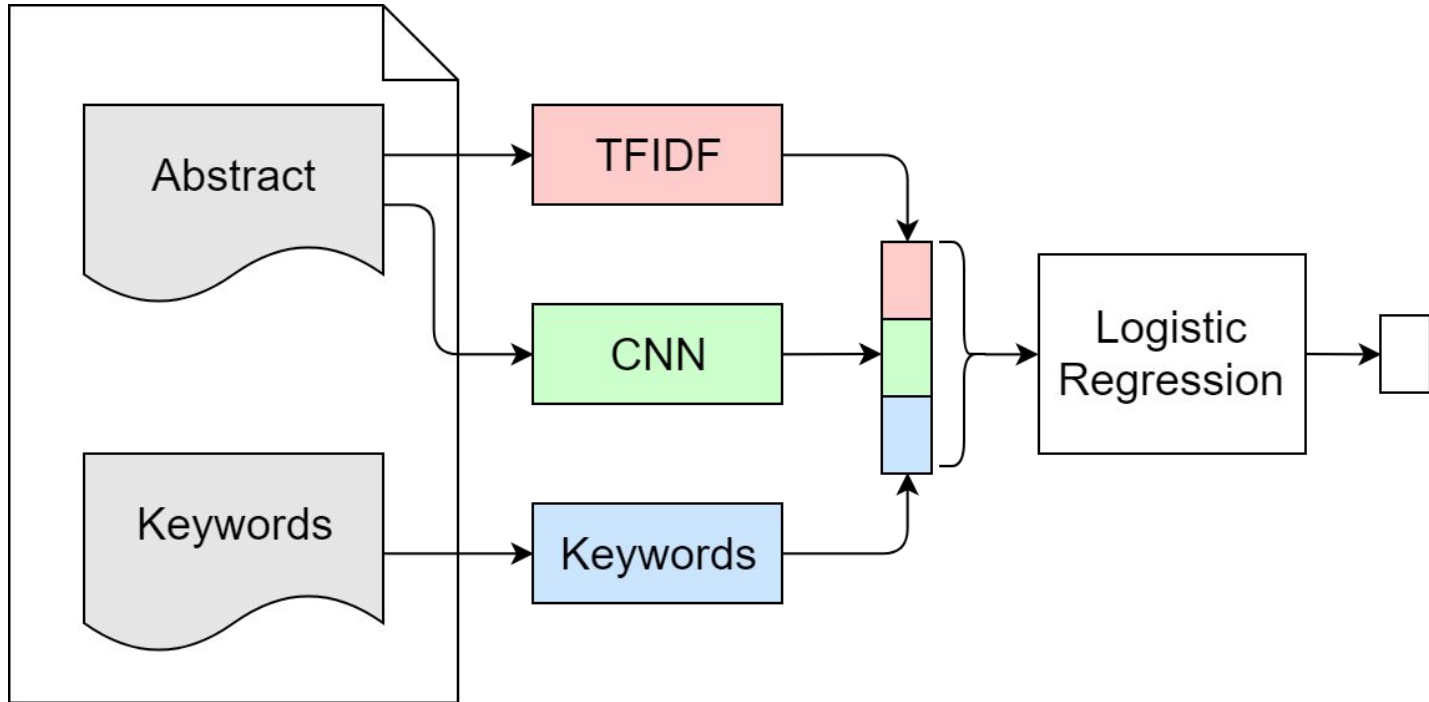 Abstract
TFIDF
CNN
Logistic
Regression
Keywords
Keywords